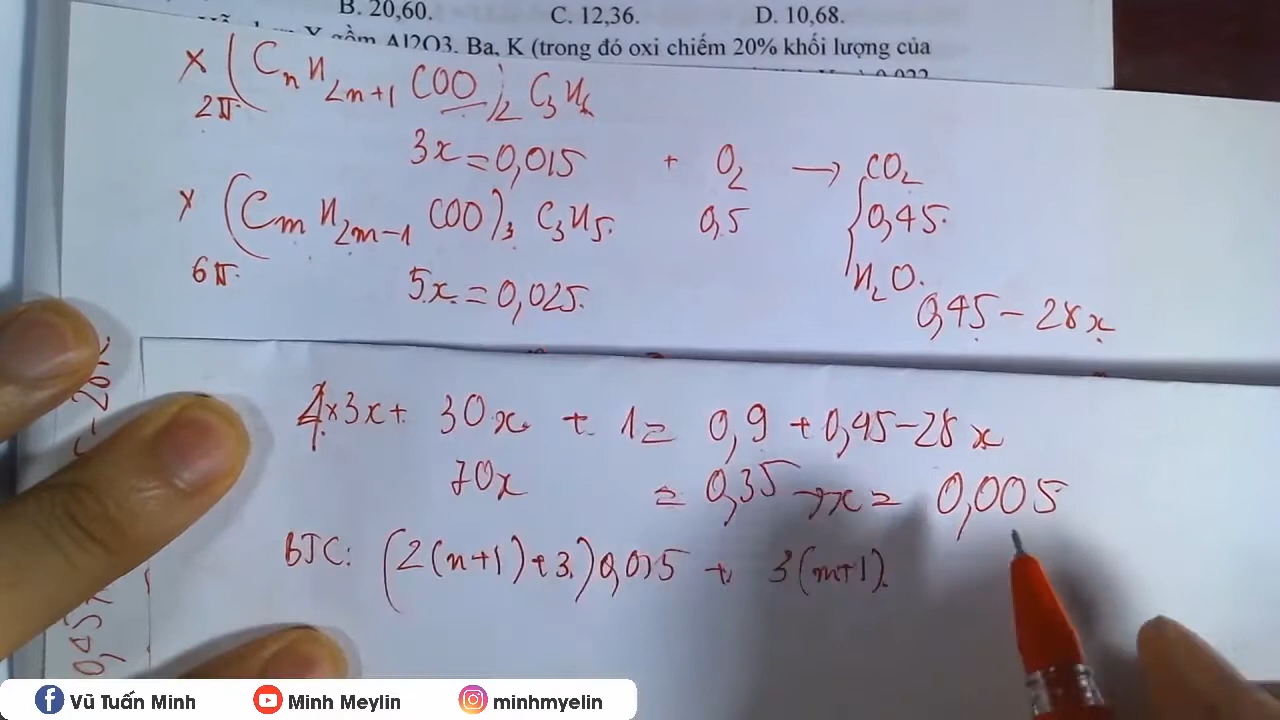 B. 20,60. C. 12,36. D. 10,68.
Y gồm Al2O3, Ba, K (trong đó oxi chiếm 20% khối lượng của
X (CnH2n+1COO)2C3H6
2π
3x = 0,015 + O2 → CO2
X (CmH2m-1COO)3C3H5
0,5 0,45
6π
5x = 0,025
H2O
0,45 - 28x
4×3x + 30x + 1 = 0,9 + 0,45 - 28x
70x = 0,35 → x = 0,005
BTC: (2(n+1)+3)0,015 + 3(m+1)
Vũ Tuấn Minh Minh Meylin minhmyelin